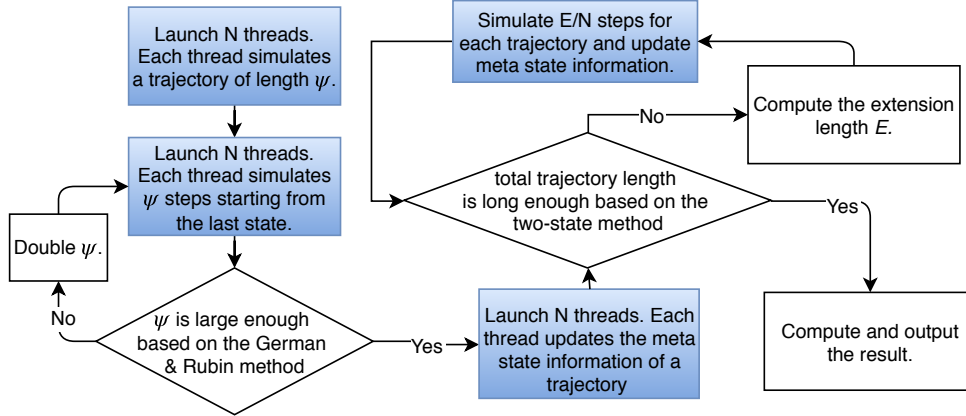 Launch N threads.
Each thread simulates
a trajectory of length ψ.
Launch N threads.
Each thread simulates
ψ steps starting from
the last state.
Double ψ.
No
ψ is large enough
based on the German
& Rubin method
Yes
Launch N threads. Each
thread updates the meta
state information of a
trajectory
total trajectory length
is long enough based on the
two-state method
No
Compute the extension
length E.
Simulate E/N steps for
each trajectory and update
meta state information.
Yes
Compute and output
the result.